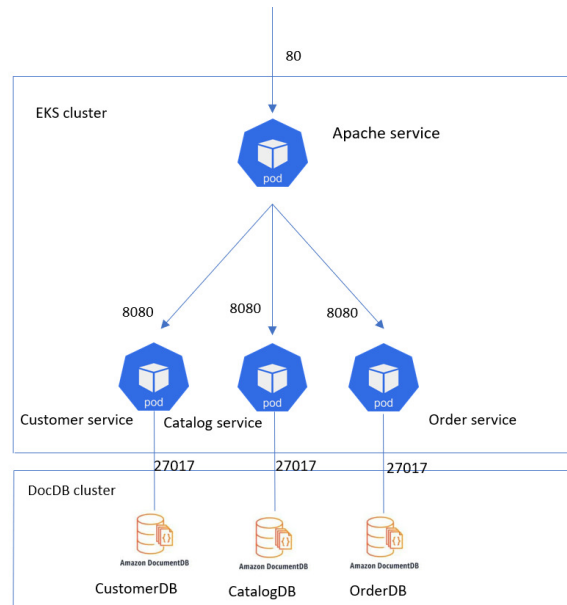 80
EKS cluster
Apache service
pod
8080 8080 8080
pod pod pod
Customer service Catalog service Order service
27017 27017 27017
DocDB cluster
{} {} {}
Amazon DocumentDB Amazon DocumentDB Amazon DocumentDB
CustomerDB CatalogDB OrderDB